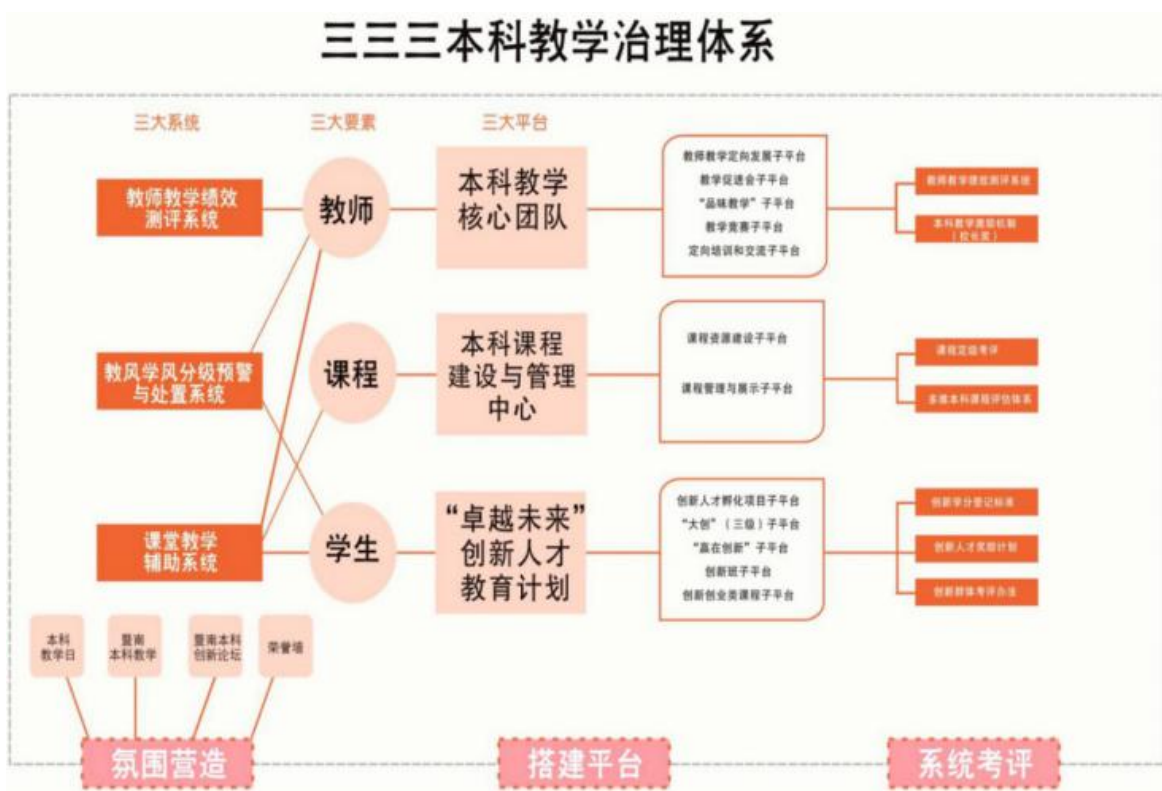 三三三本科教学治理体系
三大系统
三大要素
三大平台
教师教学绩效
测评系统
教风学风分级预警
与处置系统
课堂教学
辅助系统
教师
课程
学生
本科教学
核心团队
本科课程
建设与管理
中心
“卓越未来”
创新人才
教育计划
教师教学定向发展子平台
教学促进会子平台
“品味教学”子平台
教学竞赛子平台
定向培训和交流子平台
课程资源建设子平台
课程管理与展示子平台
创新人才孵化项目子平台
“大创”（三级）子平台
“赢在创新”子平台
创新班子平台
创新创业类课程子平台
教师教学绩效测评系统
本科教学激励机制
（校长奖）
课程定级考评
多维本科课程评估体系
创新学分登记标准
创新人才奖励计划
创新群体考评办法
本科
教学日
暨南
本科教学
暨南本科
创新论坛
荣誉墙
氛围营造
搭建平台
系统考评